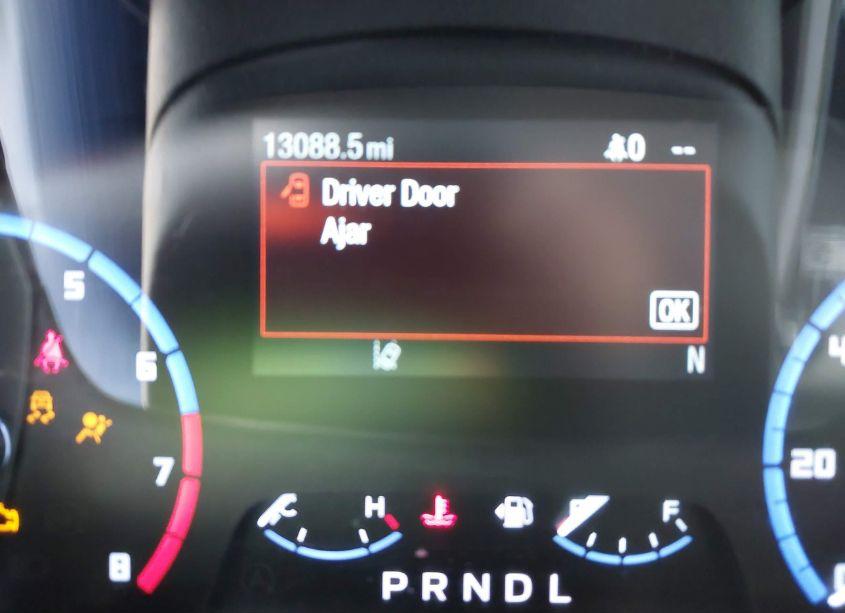 13088.5 mi
0 --
Driver Door
Ajar
OK
N
5
6
7
8
20
C H
F
P R N D L